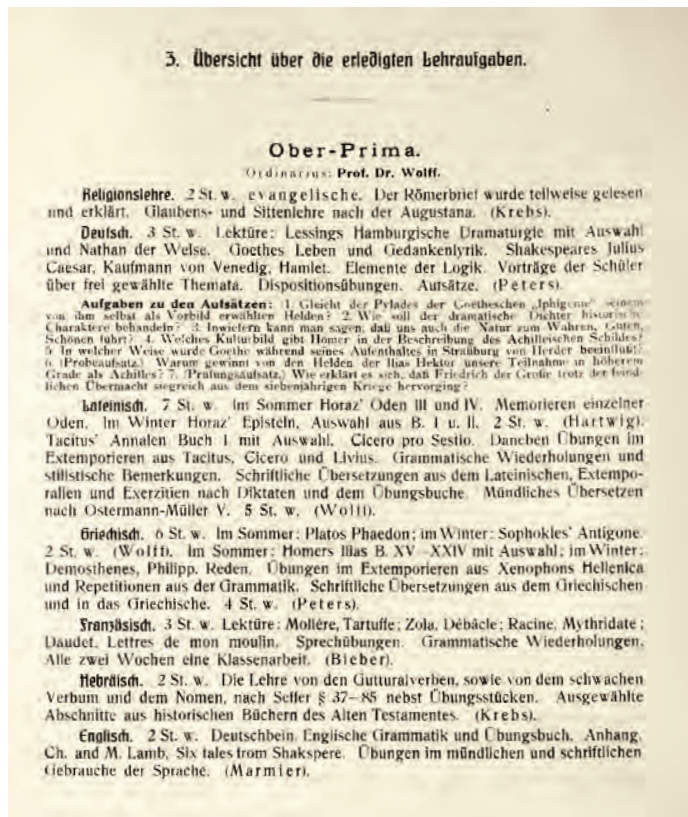 3. Übersicht über die erledigten Lehraufgaben.
Ober-Prima.
Ordinarius: Prof. Dr. Wolff.
Religionslehre. 2 St. w. evangelische. Der Römerbrief wurde teilweise gelesen
und erklärt. Glaubens- und Sittenlehre nach der Augustana. (Krebs).
Deutsch. 3 St. w. Lektüre: Lessings Hamburgische Dramaturgie mit Auswahl
und Nathan der Weise. Goethes Leben und Gedankenlyrik. Shakespeares Julius
Caesar, Kaufmann von Venedig, Hamlet. Elemente der Logik. Vorträge der Schüler
über frei gewählte Themata. Dispositionsübungen. Aufsätze. (Peters).
Aufgaben zu den Aufsätzen: 1. Gleicht der Pylades der Goetheschen „Iphigenie“ seinem
von ihm selbst als Vorbild erwählten Helden? 2. Wie soll der dramatische Dichter historische
Charaktere behandeln? 3. Inwiefern kann man sagen, daß uns auch die Natur zum Wahren, Guten,
Schönen führt? 4. Welches Kulturbild gibt Homer in der Beschreibung des Achilleischen Schildes?
5. In welcher Weise wurde Goethe während seines Aufenthaltes in Straßburg von Herder beeinflußt?
6. (Probeaufsatz.) Warum gewinnt von den Helden der Ilias Hektor unsere Teilnahme in höherem
Grade als Achilles? 7. (Prüfungsaufsatz.) Wie erklärt es sich, daß Friedrich der Große trotz der feind-
lichen Übermacht siegreich aus dem siebenjährigen Kriege hervorging?
Lateinisch. 7 St. w. Im Sommer Horaz' Oden III und IV. Memorieren einzelner
Oden. Im Winter Horaz' Episteln, Auswahl aus B. I u. II. 2 St. w. (Hartwig).
Tacitus' Annalen Buch I mit Auswahl. Cicero pro Sestio. Daneben Übungen im
Extemporieren aus Tacitus, Cicero und Livius. Grammatische Wiederholungen und
stilistische Bemerkungen. Schriftliche Übersetzungen aus dem Lateinischen, Extempo-
ralien und Exerzitien nach Diktaten und dem Übungsbuche. Mündliches Übersetzen
nach Ostermann-Müller V. 5 St. w. (Wolff).
Griechisch. 6 St. w. Im Sommer: Platos Phaedon; im Winter: Sophokles' Antigone.
2 St. w. (Wolff). Im Sommer: Homers Ilias B. XV–XXIV mit Auswahl; im Winter:
Demosthenes, Philipp. Reden. Übungen im Extemporieren aus Xenophons Hellenica
und Repetitionen aus der Grammatik. Schriftliche Übersetzungen aus dem Griechischen
und in das Griechische. 4 St. w. (Peters).
Französisch. 3 St. w. Lektüre: Molière, Tartuffe; Zola, Débâcle; Racine, Mythridate;
Daudet, Lettres de mon moulin. Sprechübungen. Grammatische Wiederholungen.
Alle zwei Wochen eine Klassenarbeit. (Bieber).
Hebräisch. 2 St. w. Die Lehre von den Gutturalverben, sowie von dem schwachen
Verbum und dem Nomen, nach Seffer § 37–85 nebst Übungsstücken. Ausgewählte
Abschnitte aus historischen Büchern des Alten Testamentes. (Krebs).
Englisch. 2 St. w. Deutschbein, Englische Grammatik und Übungsbuch. Anhang.
Ch. and M. Lamb, Six tales from Shakspere. Übungen im mündlichen und schriftlichen
Gebrauche der Sprache. (Marmier).